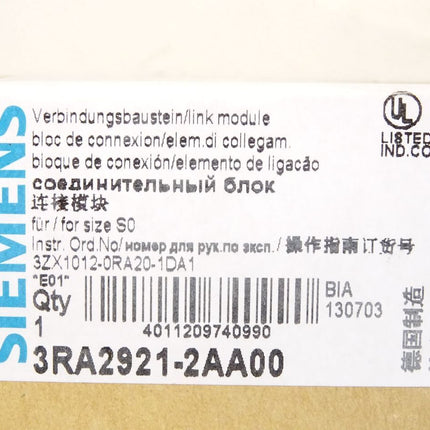 SIEMENS
Verbindungsbaustein/link module
bloc de connexion/elem.di collegam.
bloque de conexión/elemento de ligacão
соединительный блок
连接模块
für / for size S0
Instr. Ord.No/номер для рук.по эксп./操作指南订货号
3ZX1012-0RA20-1DA1
"E01"
Qty
1
4011209740990
BIA
130703
3RA2921-2AA00
UL
LISTED
IND.CO
德国制造